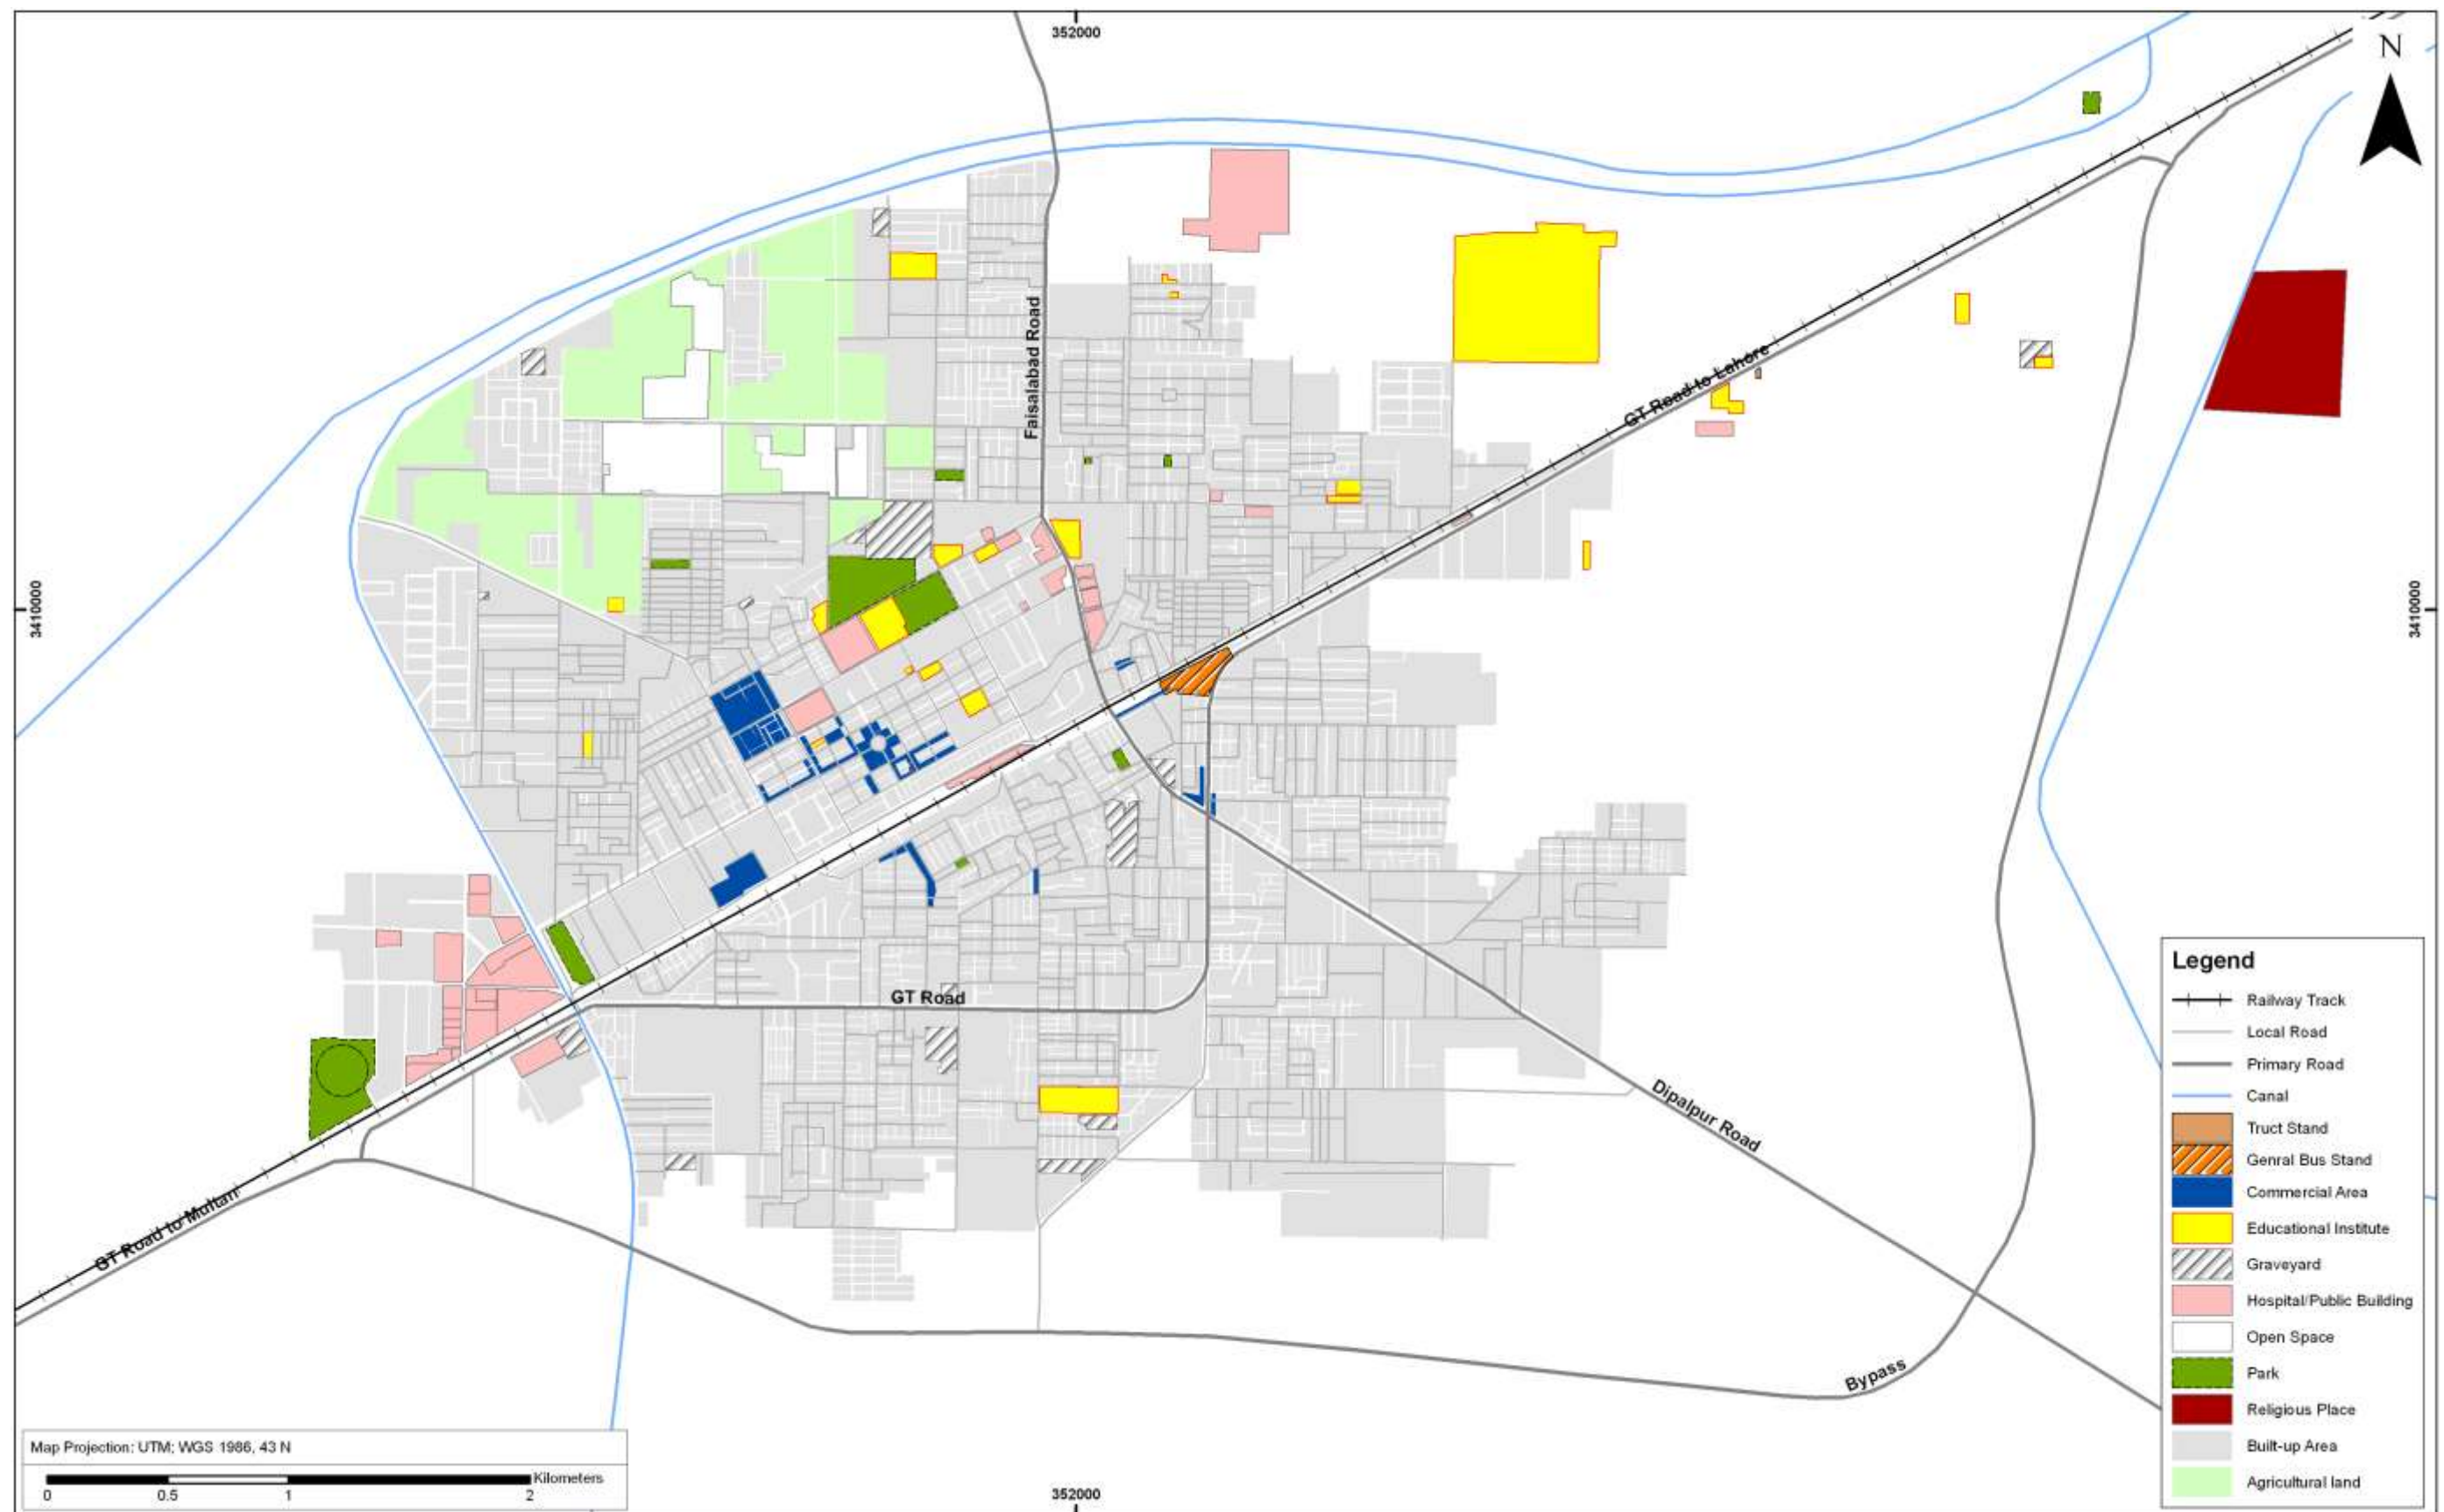 352000
N
Faisalabad Road
GT Road to Lahore
3410000
3410000
GT Road
Dipalpur Road
GT Road to Multan
Bypass
Legend
Railway Track
Local Road
Primary Road
Canal
Truct Stand
Genral Bus Stand
Commercial Area
Educational Institute
Graveyard
Hospital/Public Building
Open Space
Park
Religious Place
Built-up Area
Agricultural land
Map Projection: UTM; WGS 1986, 43 N
Kilometers
0 0.5 1 2
352000